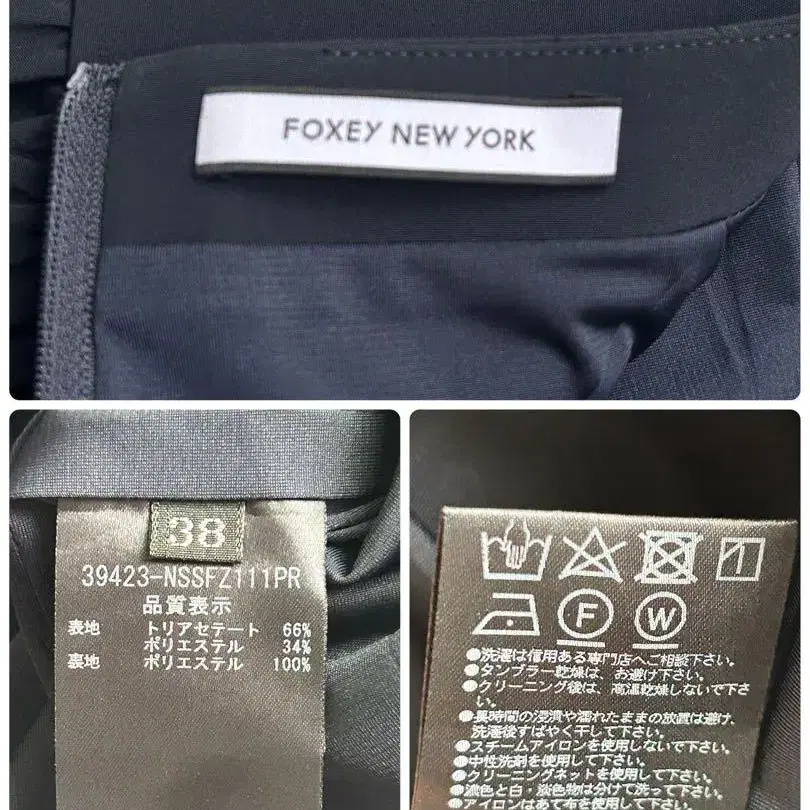 FOXEY NEW YORK
38
39423-NSSFZ111PR
品質表示
表地 トリアセテート 66%
ポリエステル 34%
裏地 ポリエステル 100%
F W
●洗濯は信用ある専門店へご相談下さい。
●タンブラー乾燥は、お避け下さい。
●クリーニング後は、高温乾燥しないで下さい。
●長時間の浸漬や濡れたままの放置は避け、
洗濯後すばやく干して下さい。
●スチームアイロンを使用しないで下さい。
●中性洗剤を使用して下さい。
●クリーニングネットを使用して下さい。
●濃色と白・淡色物は分けて洗って下さい。
●アイロンはあて布を使用して下さい。